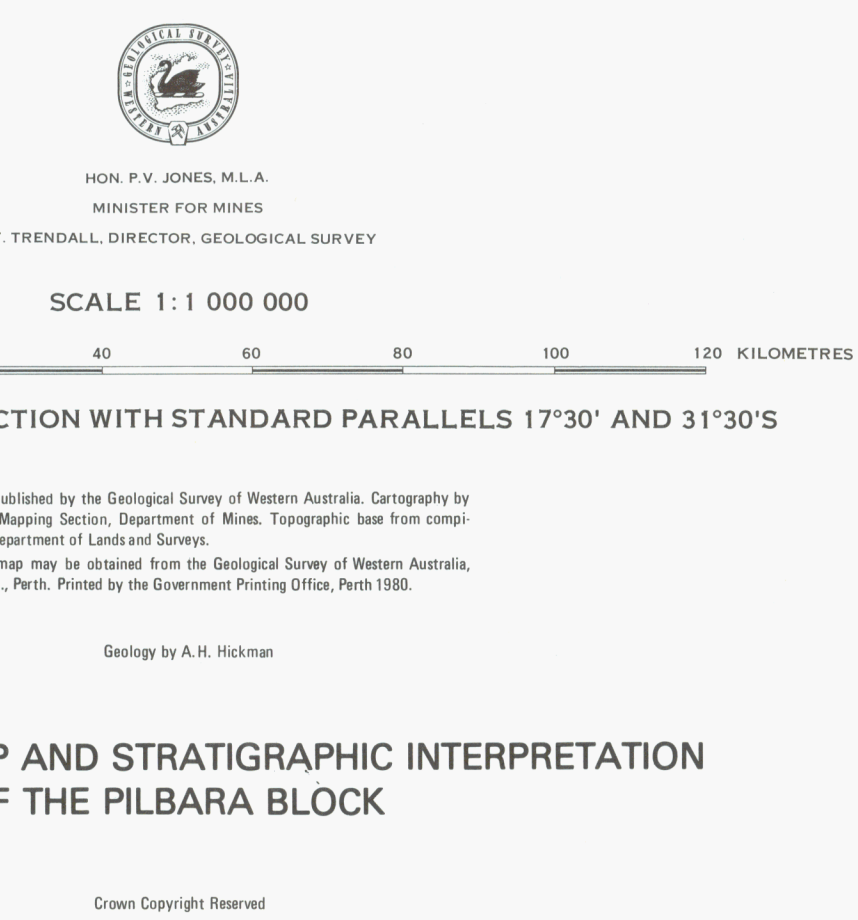 GEOLOGICAL SURVEY
WESTERN AUSTRALIA
HON. P.V. JONES, M.L.A.
MINISTER FOR MINES
. TRENDALL, DIRECTOR, GEOLOGICAL SURVEY
SCALE 1:1 000 000
40 60 80 100 120 KILOMETRES
CTION WITH STANDARD PARALLELS 17°30' AND 31°30'S
ublished by the Geological Survey of Western Australia. Cartography by
Mapping Section, Department of Mines. Topographic base from compi-
epartment of Lands and Surveys.
map may be obtained from the Geological Survey of Western Australia,
., Perth. Printed by the Government Printing Office, Perth 1980.
Geology by A.H. Hickman
P AND STRATIGRAPHIC INTERPRETATION
F THE PILBARA BLOCK
Crown Copyright Reserved